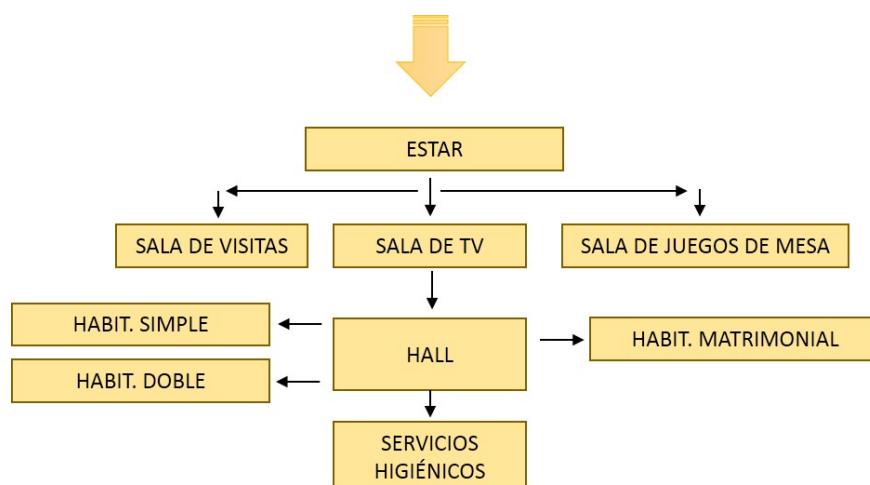 ESTAR
SALA DE VISITAS
SALA DE TV
SALA DE JUEGOS DE MESA
HABIT. SIMPLE
HALL
HABIT. MATRIMONIAL
HABIT. DOBLE
SERVICIOS
HIGIÉNICOS